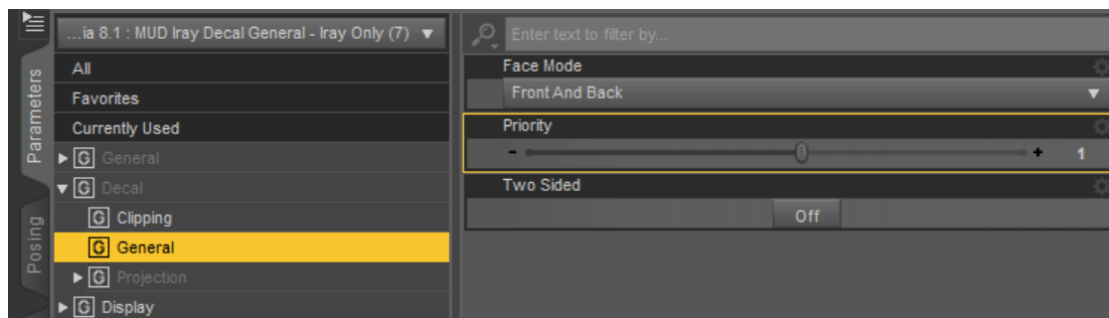 ...ia 8.1 : MUD Iray Decal General - Iray Only (7)
Enter text to filter by...
All
Favorites
Currently Used
G General
G Decal
G Clipping
G General
G Projection
G Display
Face Mode
Front And Back
Priority
- + 1
Two Sided
Off
Parameters
Posing